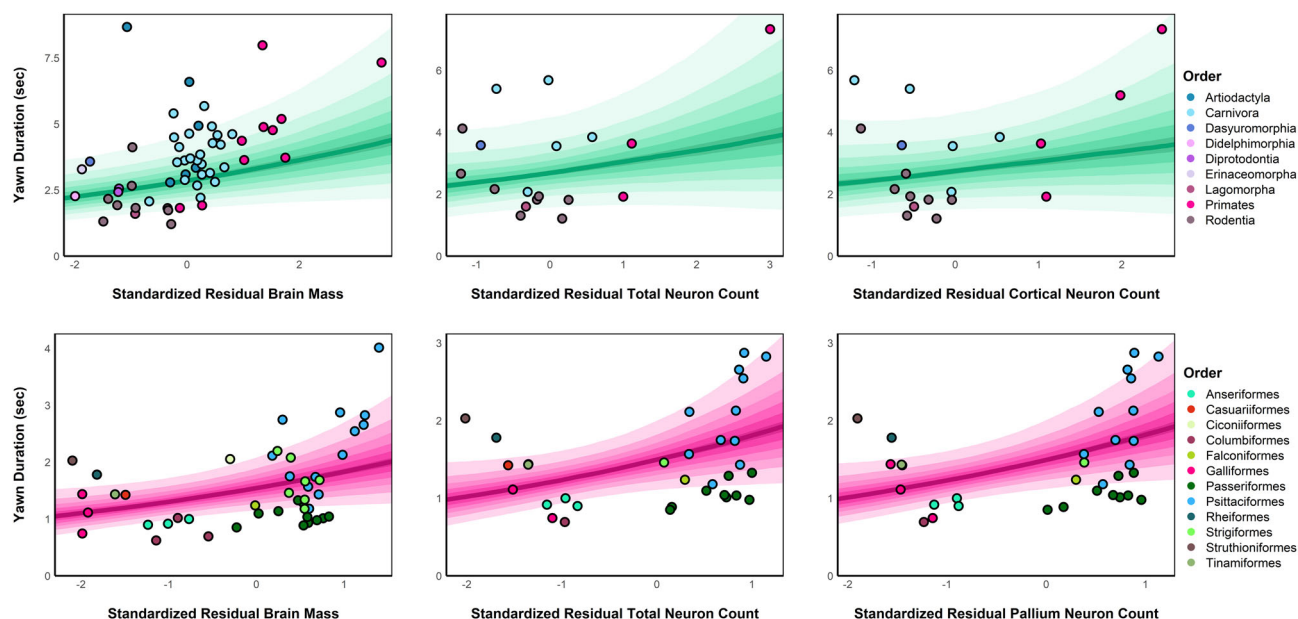 Yawn Duration (sec)
7.5
5
2.5
0
-2
0
2
Standardized Residual Brain Mass
6
4
2
0
-1
0
1
2
3
Standardized Residual Total Neuron Count
6
4
2
0
-1
0
1
2
Standardized Residual Cortical Neuron Count
Order
Artiodactyla
Carnivora
Dasyuromorphia
Didelphimorphia
Diprotodontia
Erinaceomorpha
Lagomorpha
Primates
Rodentia
Yawn Duration (sec)
4
3
2
1
0
-2
-1
0
1
Standardized Residual Brain Mass
3
2
1
0
-2
-1
0
1
Standardized Residual Total Neuron Count
3
2
1
0
-2
-1
0
1
Standardized Residual Pallium Neuron Count
Order
Anseriformes
Casuariiformes
Ciconiiformes
Columbiformes
Falconiformes
Galliformes
Passeriformes
Psittaciformes
Rheiformes
Strigiformes
Struthioniformes
Tinamiformes